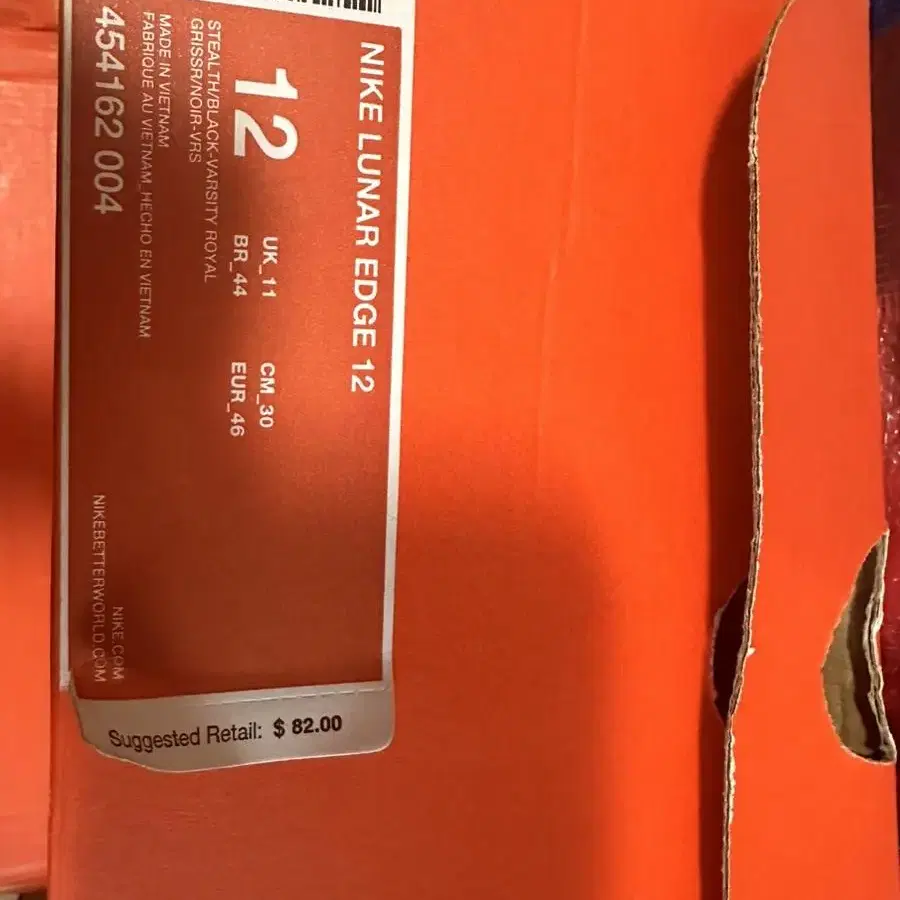 NIKE LUNAR EDGE 12
12
UK_11 CM_30
BR_44 EUR_46
STEALTH/BLACK-VARSITY ROYAL
GRISSR/NOIR-VRS
MADE IN VIETNAM
FABRIQUE AU VIETNAM_HECHO EN VIETNAM
454162 004
NIKE.COM
NIKEBETTERWORLD.COM
Suggested Retail: $ 82.00